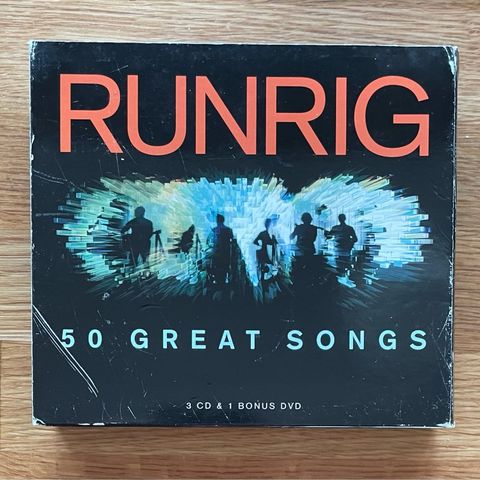 RUNRIG
50 GREAT SONGS
3 CD & 1 BONUS DVD